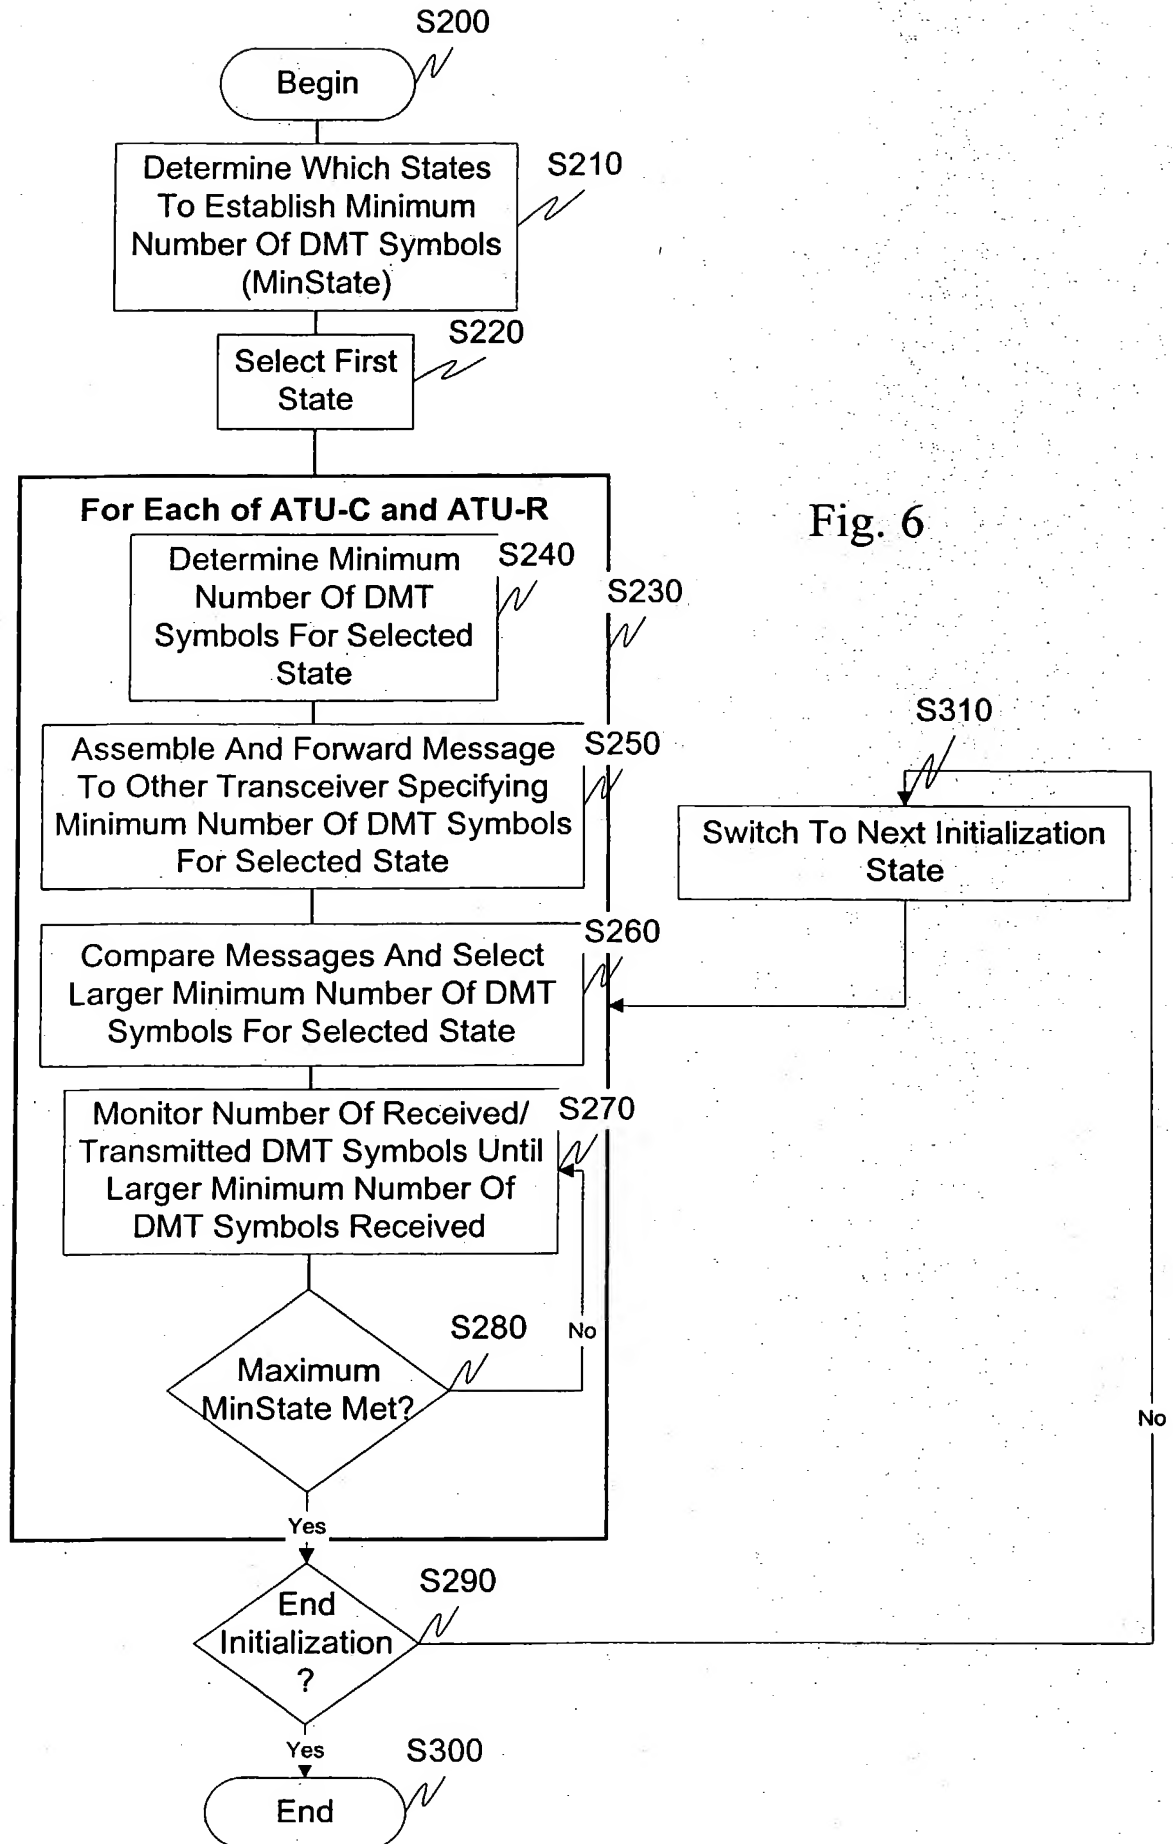 S200
Begin
Determine Which States
To Establish Minimum
Number Of DMT Symbols
(MinState)
S210
Select First
State
S220
For Each of ATU-C and ATU-R
Determine Minimum
Number Of DMT
Symbols For Selected
State
S240
S230
Fig. 6
Assemble And Forward Message
To Other Transceiver Specifying
Minimum Number Of DMT Symbols
For Selected State
S250
S310
Switch To Next Initialization
State
Compare Messages And Select
Larger Minimum Number Of DMT
Symbols For Selected State
S260
Monitor Number Of Received/
Transmitted DMT Symbols Until
Larger Minimum Number Of
DMT Symbols Received
S270
Maximum
MinState Met?
S280
No
Yes
No
End
Initialization
?
S290
Yes
End
S300